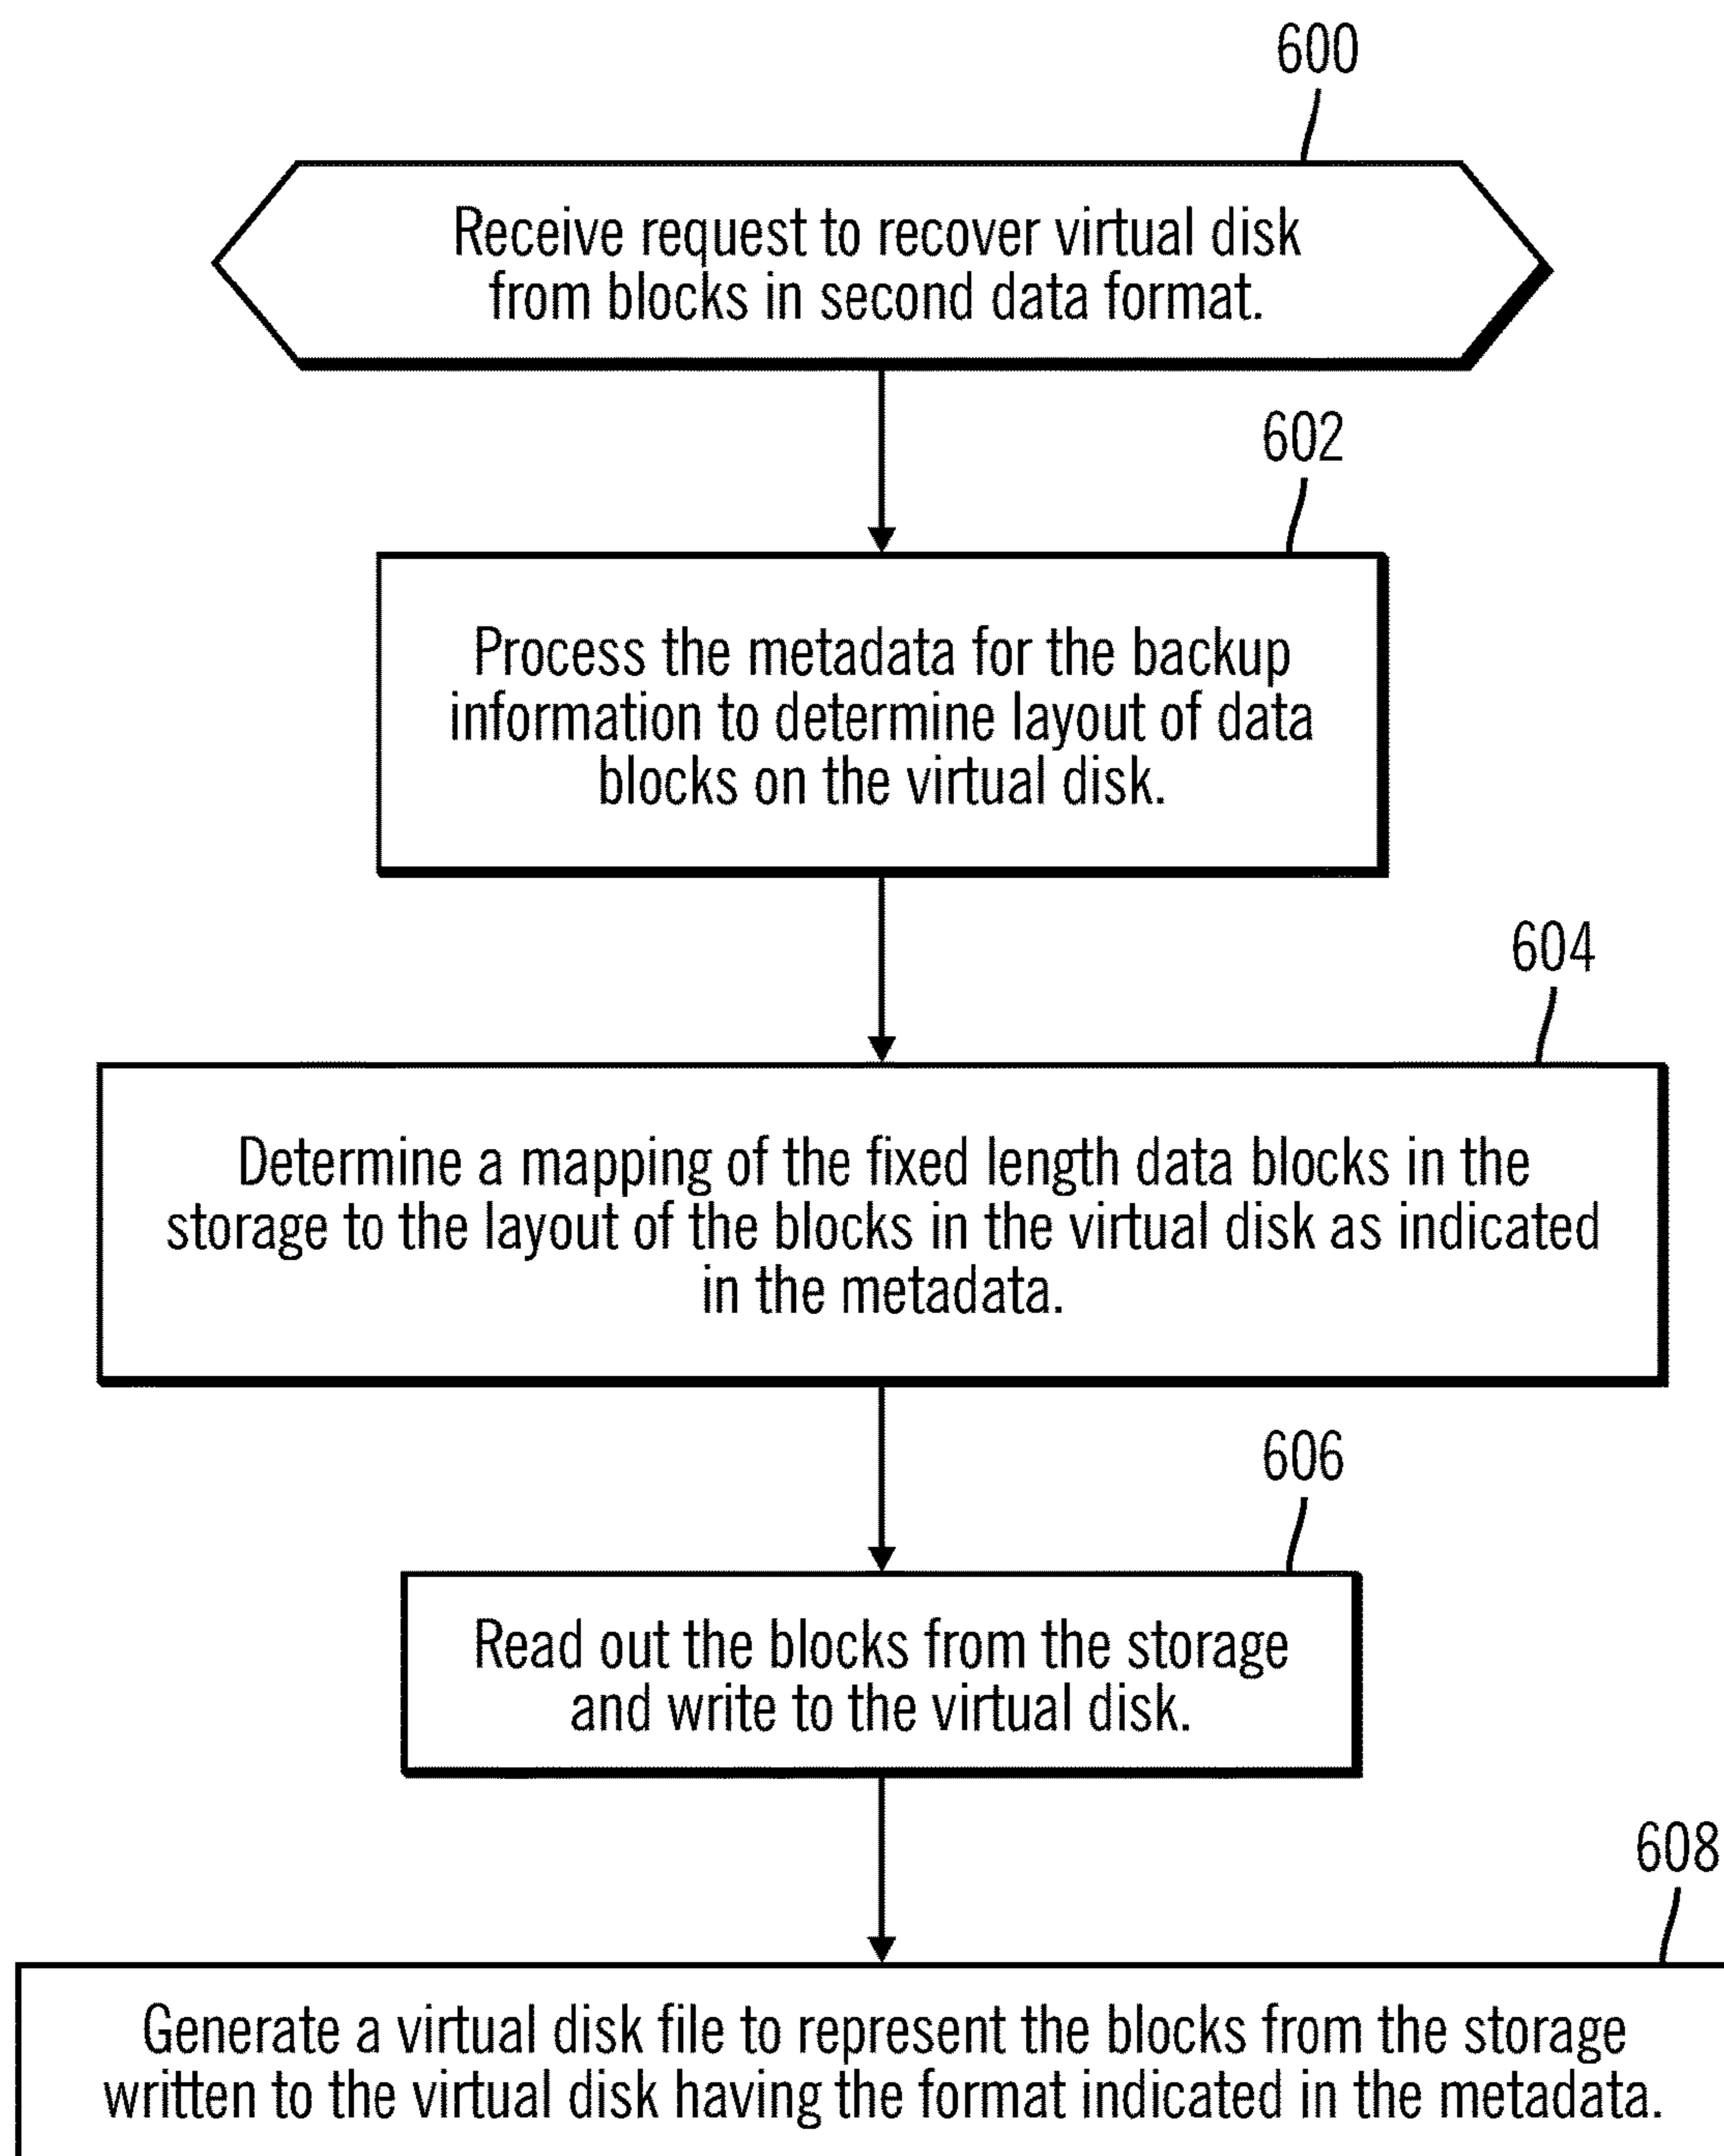 600
Receive request to recover virtual disk
from blocks in second data format.
602
Process the metadata for the backup
information to determine layout of data
blocks on the virtual disk.
604
Determine a mapping of the fixed length data blocks in the
storage to the layout of the blocks in the virtual disk as indicated
in the metadata.
606
Read out the blocks from the storage
and write to the virtual disk.
608
Generate a virtual disk file to represent the blocks from the storage
written to the virtual disk having the format indicated in the metadata.